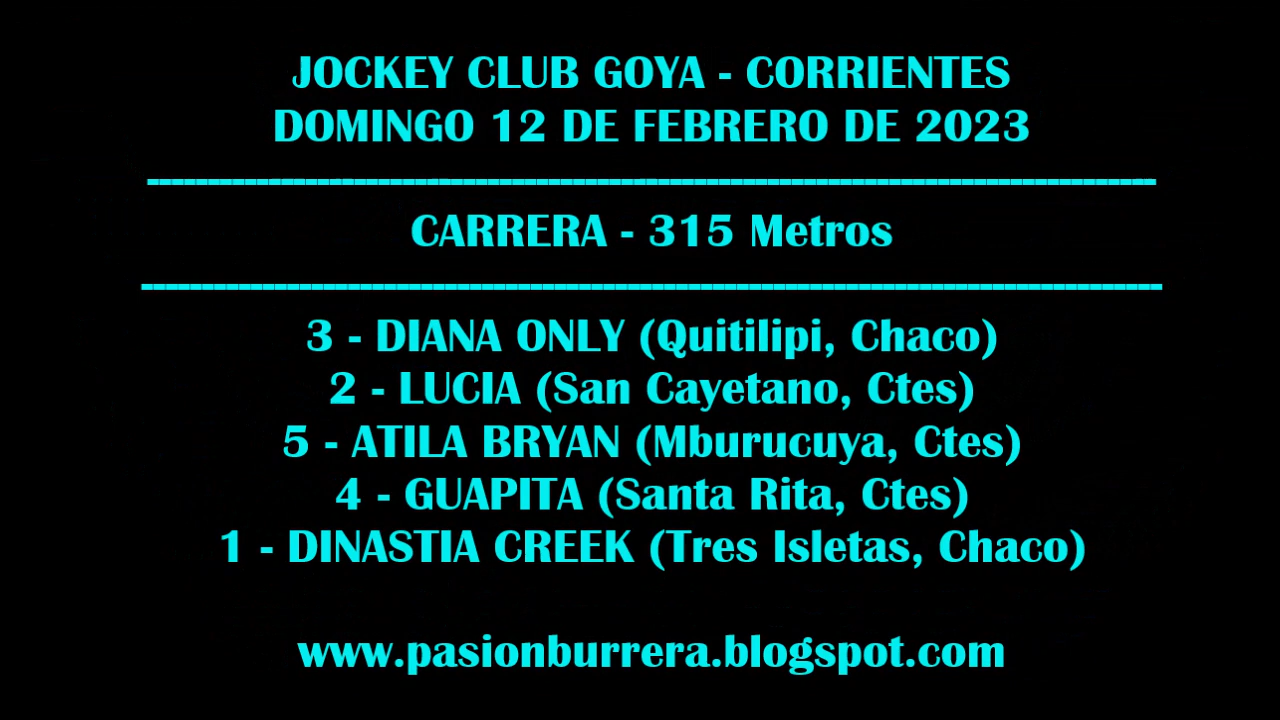 JOCKEY CLUB GOYA - CORRIENTES
DOMINGO 12 DE FEBRERO DE 2023
CARRERA - 315 Metros
3 - DIANA ONLY (Quitilipi, Chaco)
2 - LUCIA (San Cayetano, Ctes)
5 - ATILA BRYAN (Mburucuya, Ctes)
4 - GUAPITA (Santa Rita, Ctes)
1 - DINASTIA CREEK (Tres Isletas, Chaco)
www.pasionburrera.blogspot.com